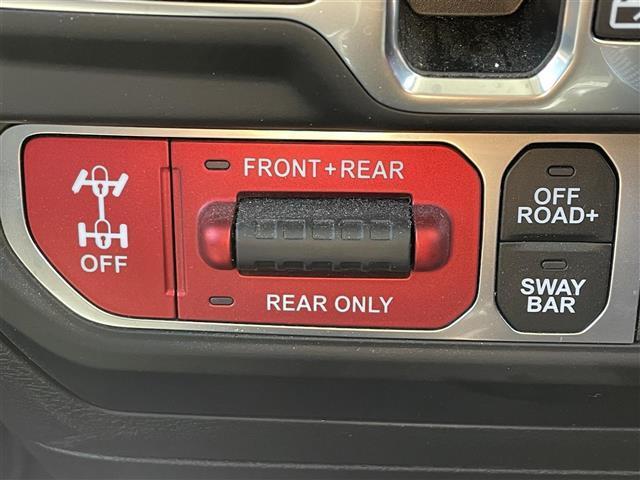 FRONT+REAR
OFF
REAR ONLY
OFF
ROAD+
SWAY
BAR